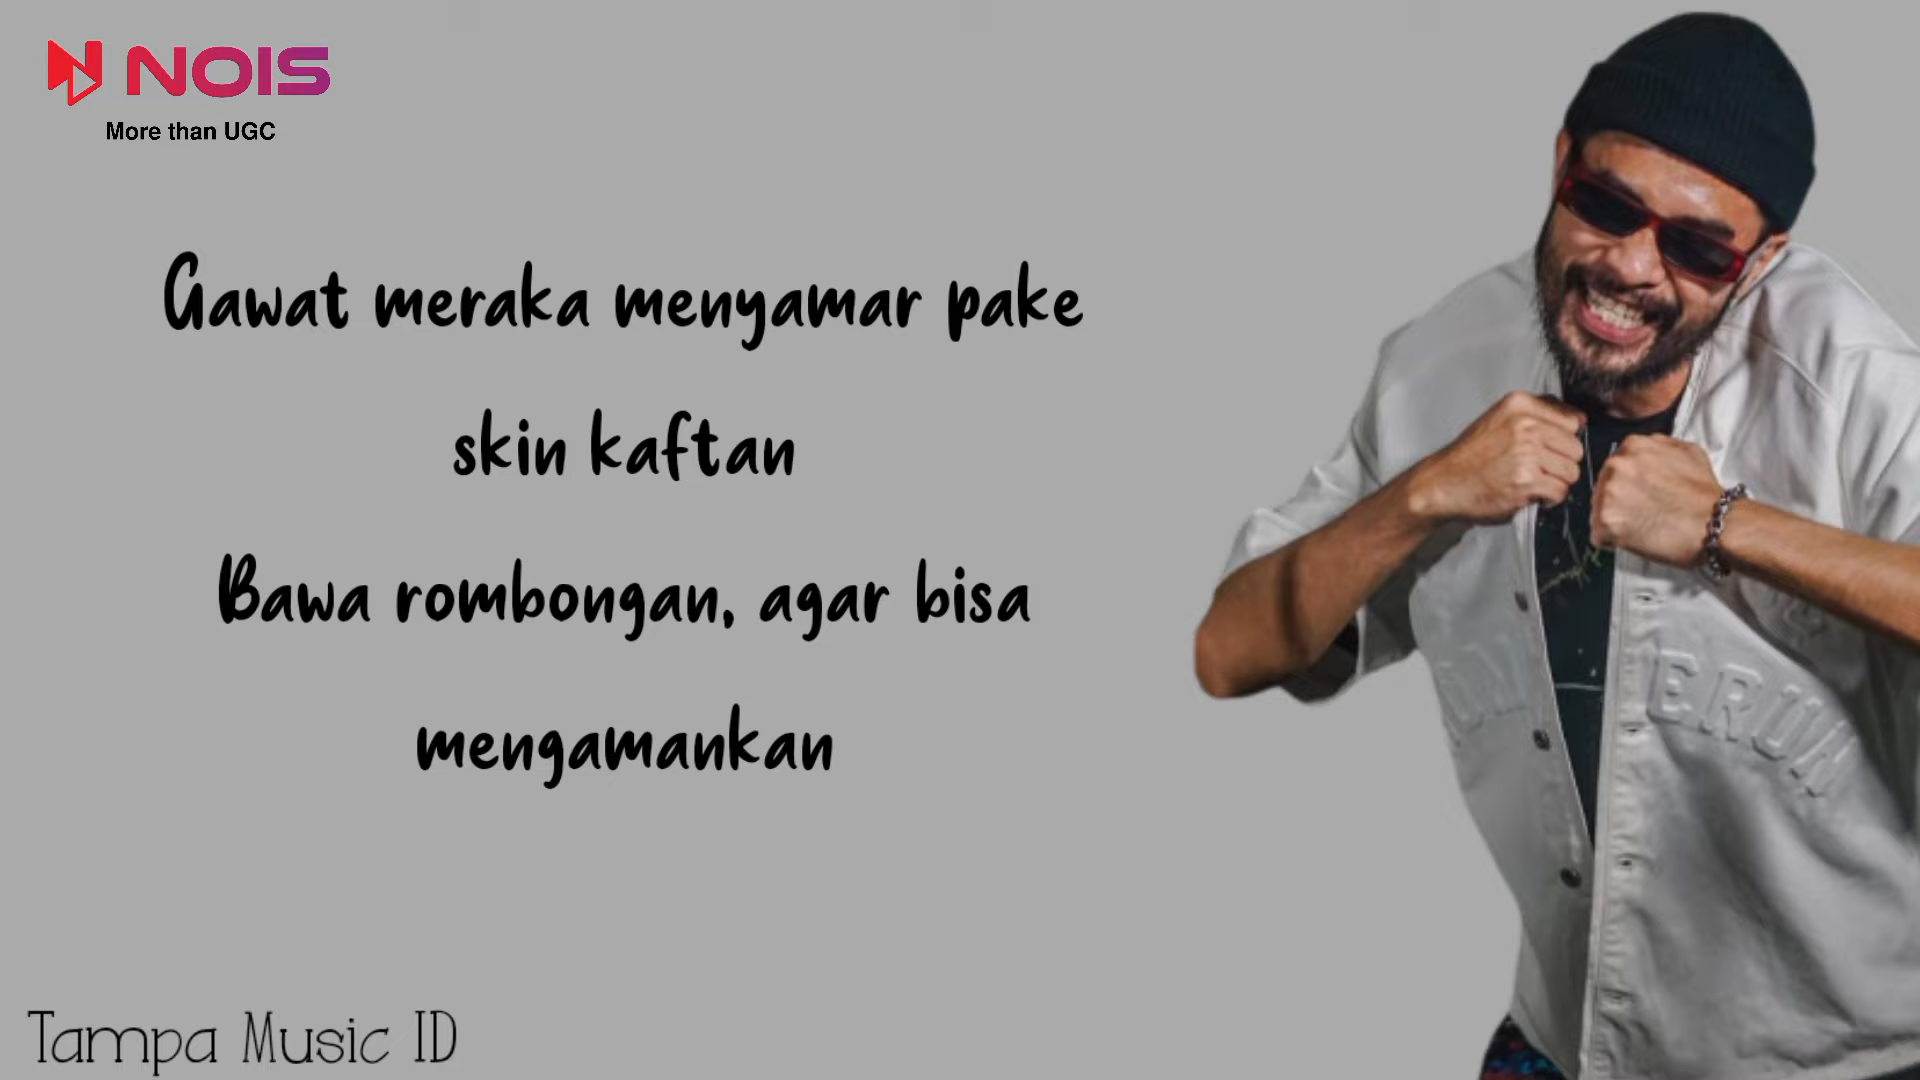 NOIS
More than UGC
Gawat meraka menyamar pake
skin kaftan
Bawa rombongan, agar bisa
mengamankan
Tampa Music ID